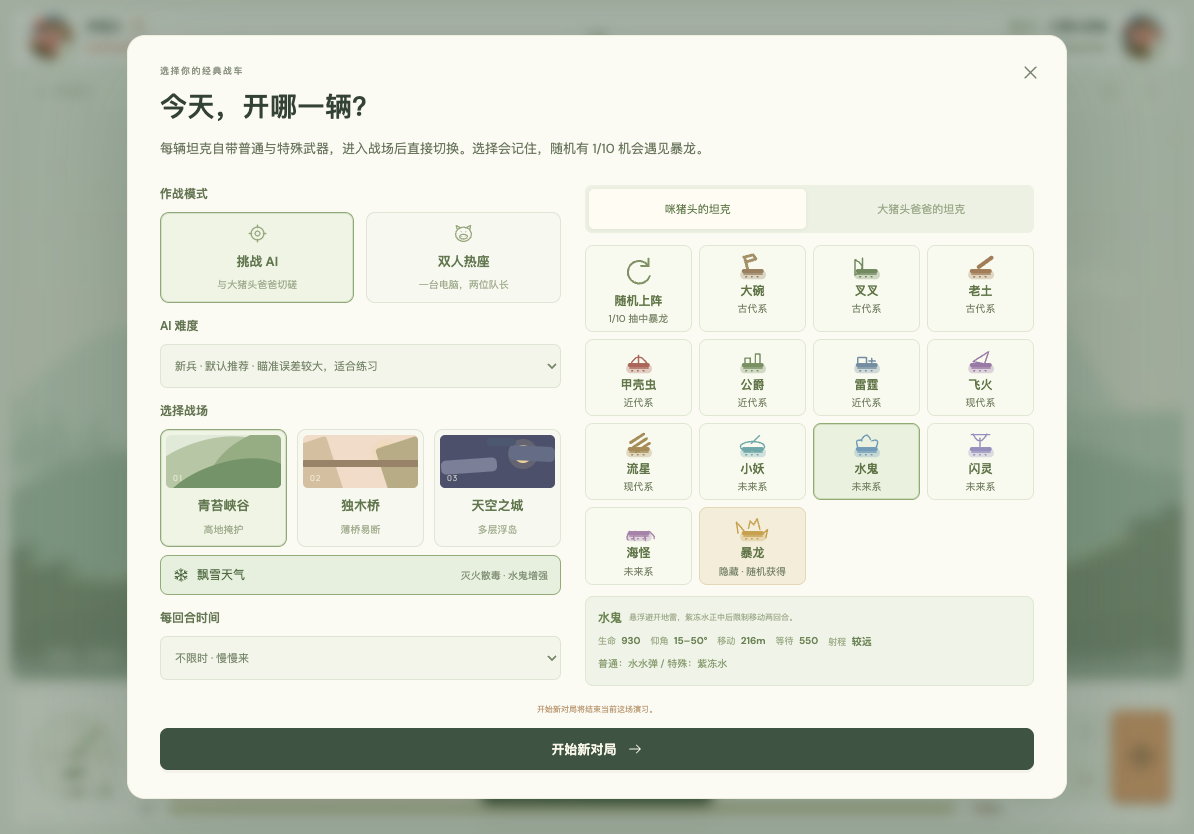 选择你的经典战车
今天，开哪一辆？
每辆坦克自带普通与特殊武器，进入战场后直接切换。选择会记住，随机有 1/10 机会遇见暴龙。
作战模式
挑战 AI
与大猪头爸爸切磋
双人热座
一台电脑，两位队长
AI 难度
新兵 · 默认推荐 · 瞄准误差较大，适合练习
选择战场
01
青苔峡谷
高地掩护
02
独木桥
薄桥易断
03
天空之城
多层浮岛
飘雪天气
灭火散毒 · 水鬼增强
每回合时间
不限时 · 慢慢来
咪猪头的坦克
大猪头爸爸的坦克
随机上阵
1/10 抽中暴龙
大碗
古代系
叉叉
古代系
老土
古代系
甲壳虫
近代系
公爵
近代系
雷霆
近代系
飞火
现代系
流星
现代系
小妖
未来系
水鬼
未来系
闪灵
未来系
海怪
未来系
暴龙
隐藏 · 随机获得
水鬼 悬浮避开地雷，紫冻水正中后限制移动两回合。
生命 930 仰角 15–50° 移动 216m 等待 550 射程 较远
普通：水水弹 / 特殊：紫冻水
开始新对局将结束当前这场演习。
开始新对局 →